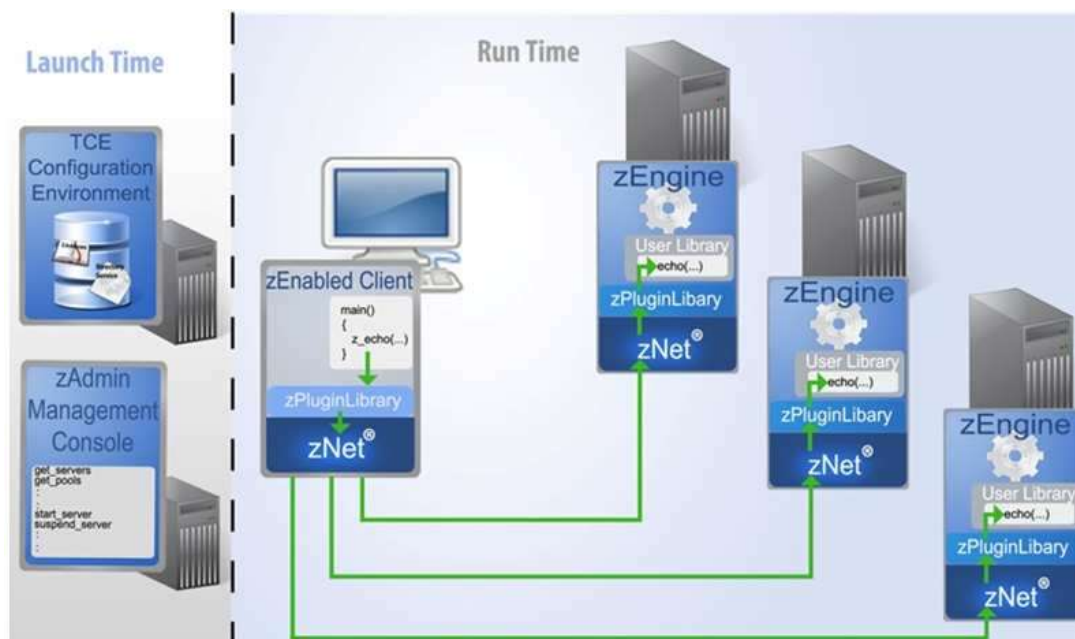 Launch Time
Run Time
TCE
Configuration
Environment
Directory
Service
zAdmin
Management
Console
get_servers
get_pools
:
:
start_server
suspend_server
:
:
zEnabled Client
main()
{
z_echo(...)
}
zPluginLibrary
zNet®
zEngine
User Library
echo(...)
zPluginLibary
zNet®
zEngine
User Library
echo(...)
zPluginLibary
zNet®
zEngine
User Library
echo(...)
zPluginLibary
zNet®